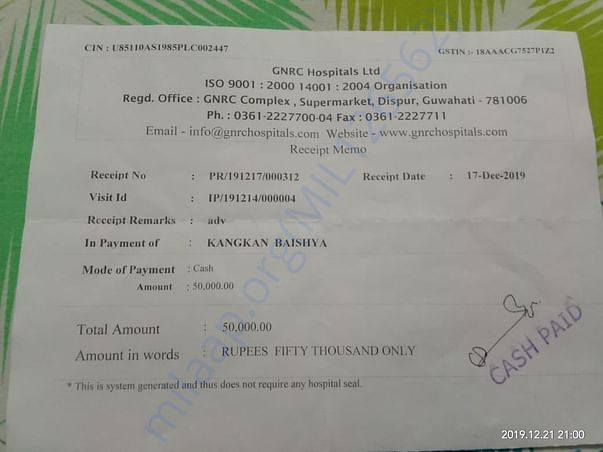 CIN : U85110AS1985PLC002447 GSTIN :- 18AAACG7527P1Z2
GNRC Hospitals Ltd
ISO 9001 : 2000 14001 : 2004 Organisation
Regd. Office : GNRC Complex , Supermarket, Dispur, Guwahati - 781006
Ph. : 0361-2227700-04 Fax : 0361-2227711
Email - info@gnrchospitals.com Website - www.gnrchospitals.com
Receipt Memo
Receipt No : PR/191217/000312 Receipt Date : 17-Dec-2019
Visit Id : IP/191214/000004
Receipt Remarks : adv
In Payment of : KANGKAN BAISHYA
Mode of Payment : Cash
Amount : 50,000.00
Total Amount : 50,000.00
Amount in words : RUPEES FIFTY THOUSAND ONLY
CASH PAID
* This is system generated and thus does not require any hospital seal.
2019.12.21 21:00